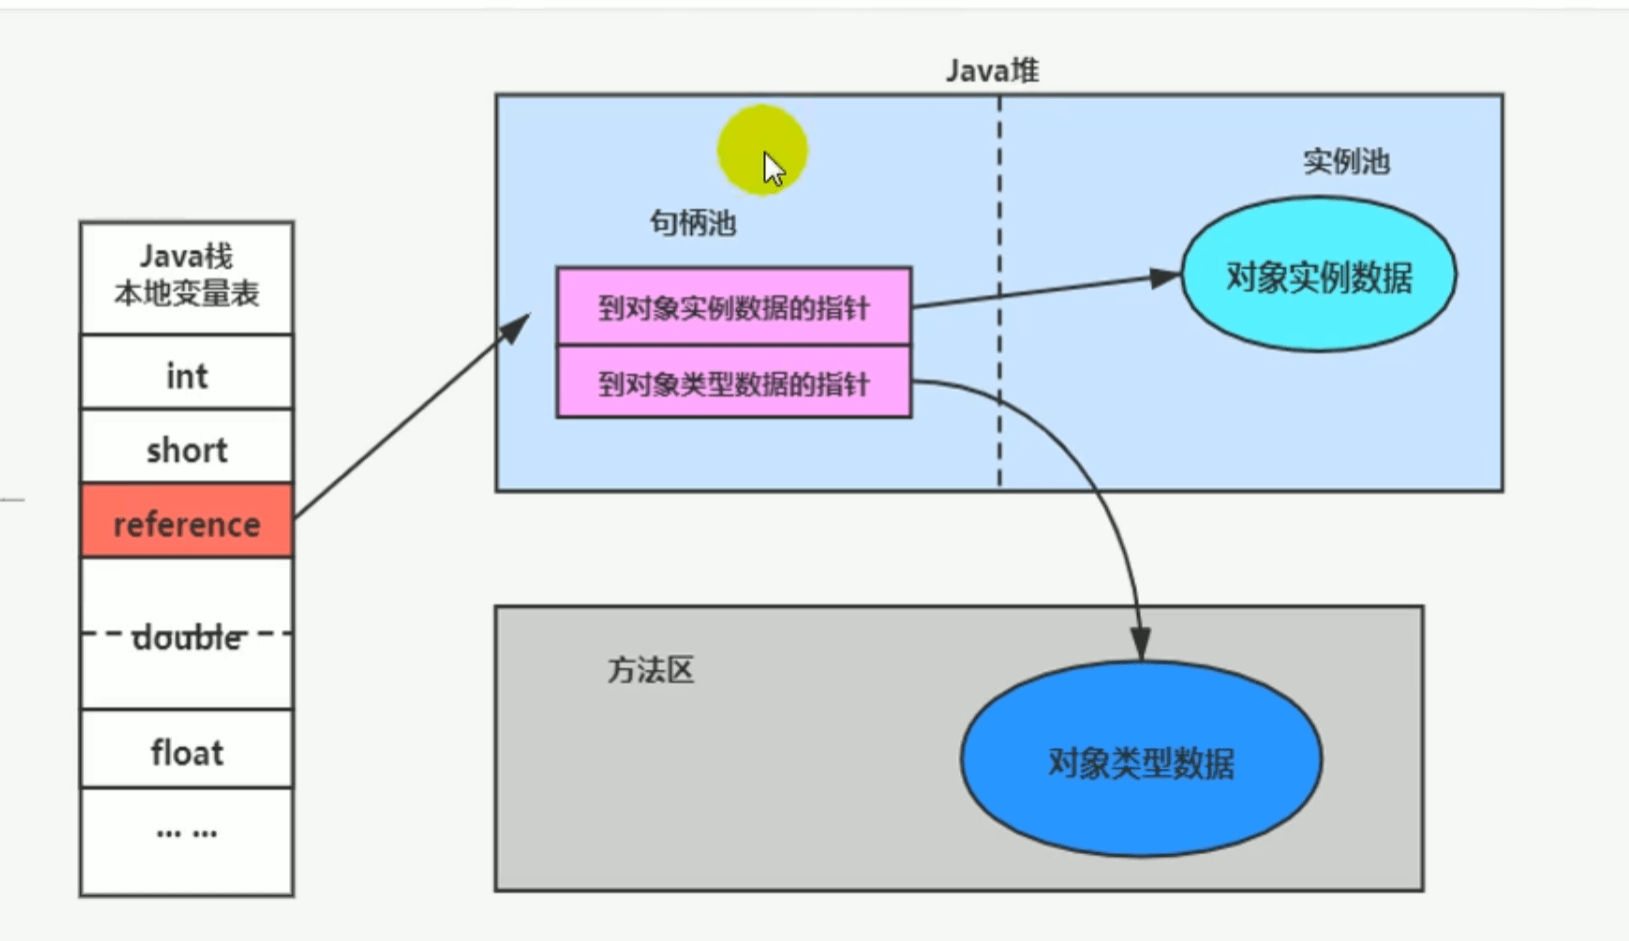 Java堆
实例池
句柄池
到对象实例数据的指针
到对象类型数据的指针
对象实例数据
Java栈
本地变量表
int
short
reference
double
float
... ...
方法区
对象类型数据